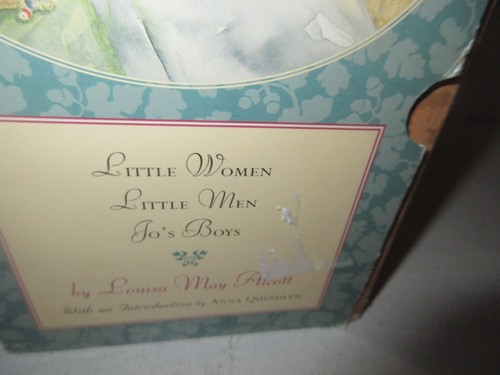 Little Women
Little Men
Jo's Boys
by Louisa May Alcott
With an Introduction by Anna Quindlen